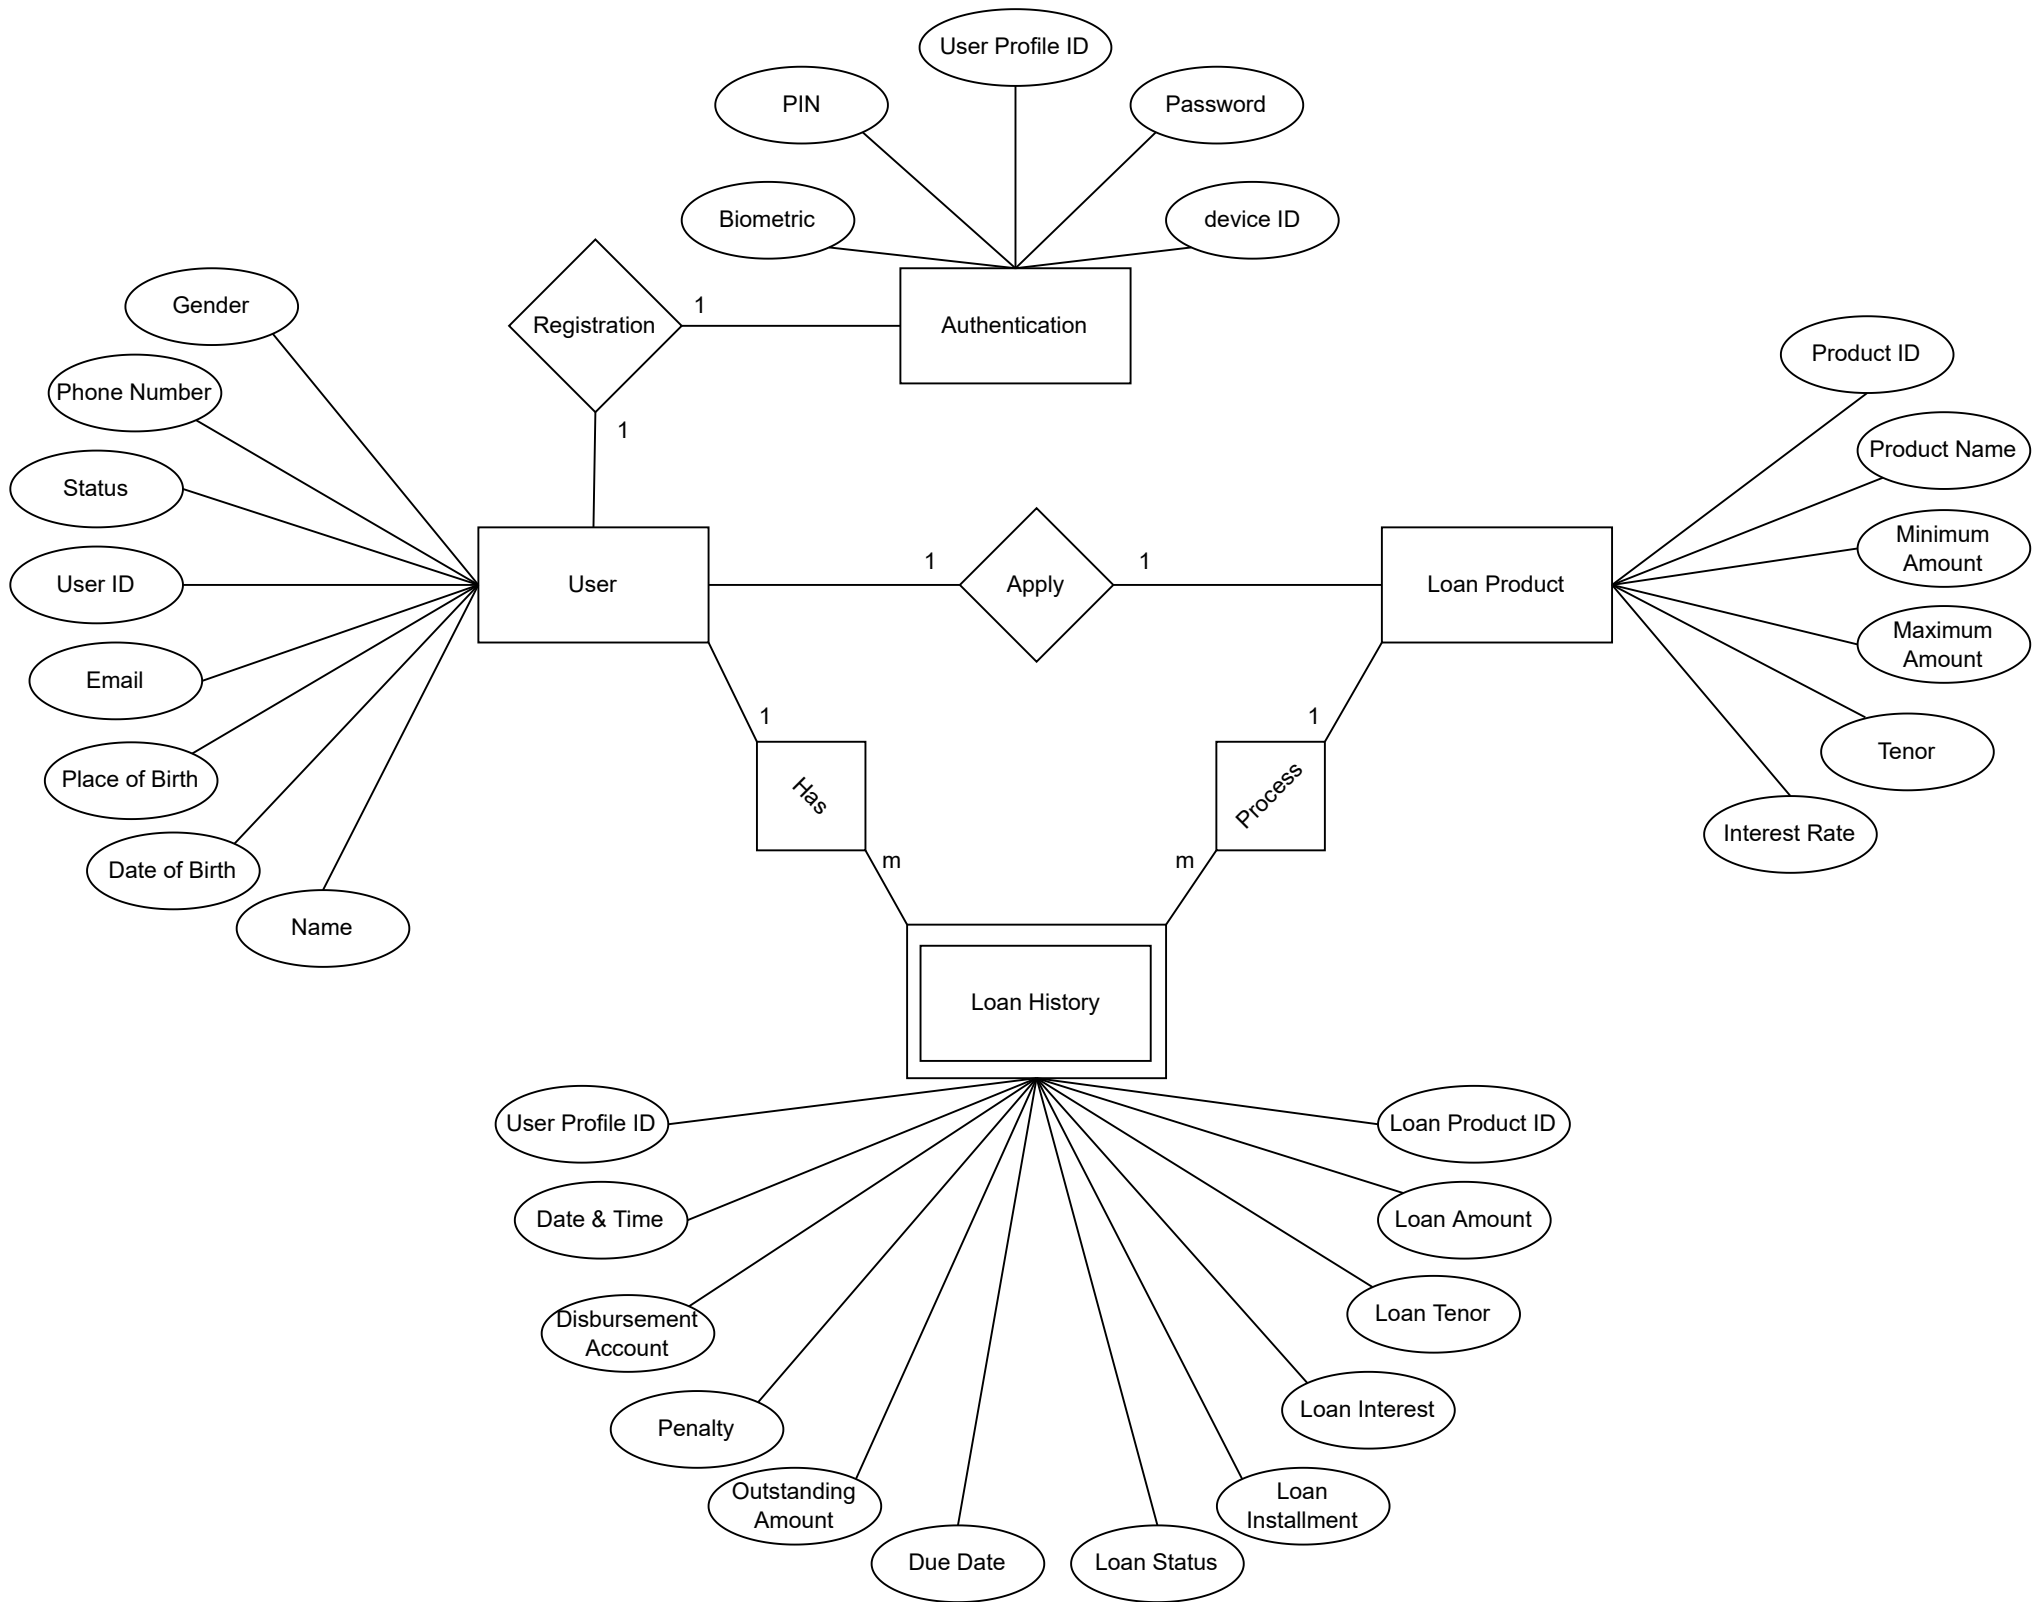 User Profile ID
PIN
Password
Biometric
device ID
Gender
1
Registration
Authentication
Product ID
Phone Number
1
Product Name
Status
Minimum
Amount
1
1
User ID
User
Apply
Loan Product
Maximum
Amount
Email
1
1
Tenor
Place of Birth
Has
Process
Interest Rate
m
m
Date of Birth
Name
Loan History
User Profile ID
Loan Product ID
Date & Time
Loan Amount
Disbursement
Account
Loan Tenor
Penalty
Loan Interest
Outstanding
Amount
Loan
Installment
Due Date
Loan Status